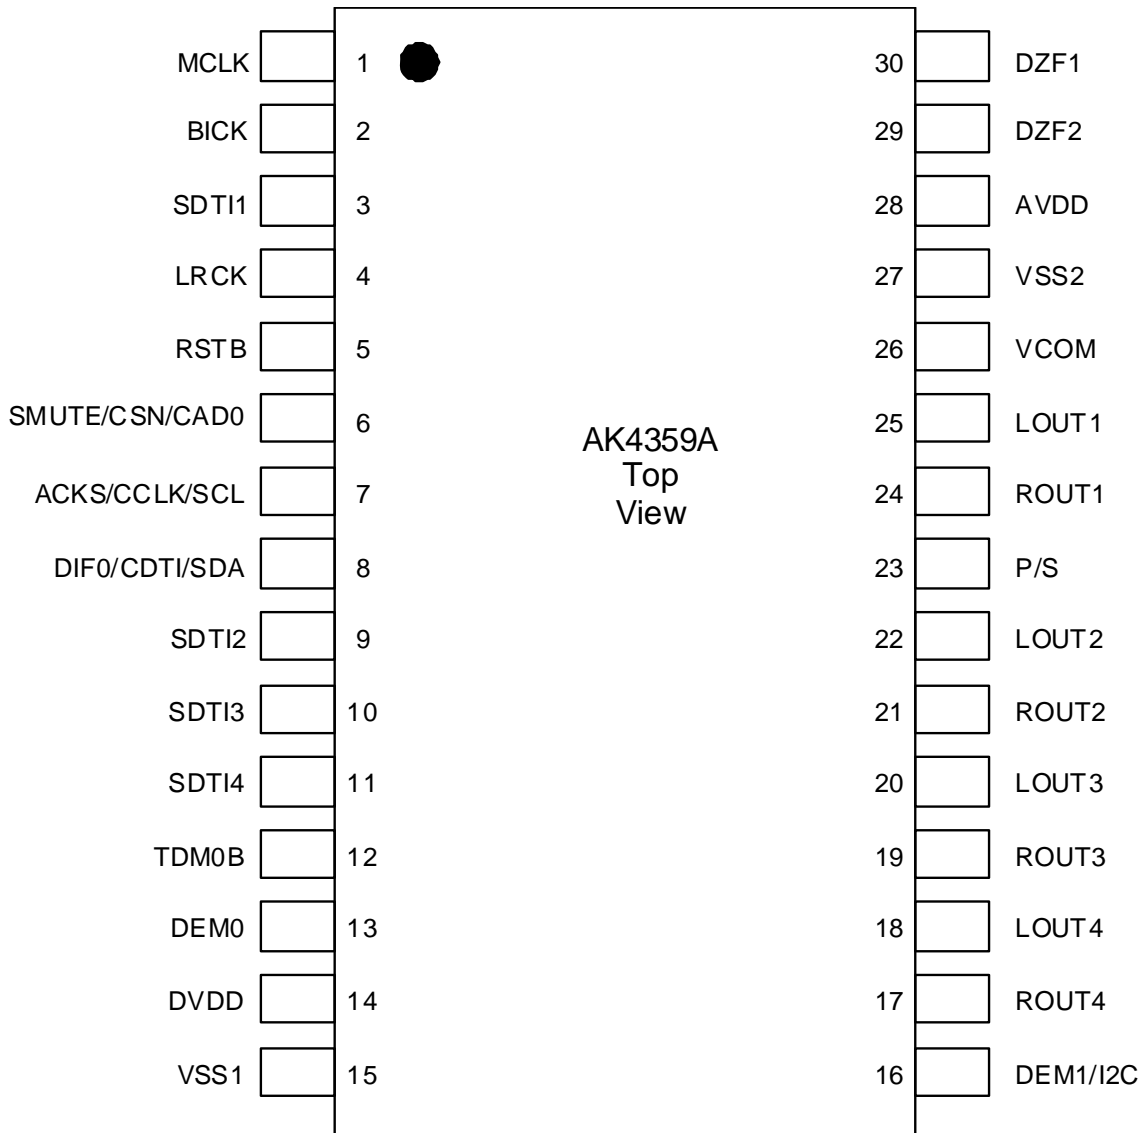 MCLK 1 30 DZF1
BICK 2 29 DZF2
SDTI1 3 28 AVDD
LRCK 4 27 VSS2
RSTB 5 26 VCOM
SMUTE/CSN/CAD0 6 25 LOUT1
AK4359A
Top
View
ACKS/CCLK/SCL 7 24 ROUT1
DIF0/CDTI/SDA 8 23 P/S
SDTI2 9 22 LOUT2
SDTI3 10 21 ROUT2
SDTI4 11 20 LOUT3
TDM0B 12 19 ROUT3
DEM0 13 18 LOUT4
DVDD 14 17 ROUT4
VSS1 15 16 DEM1/I2C